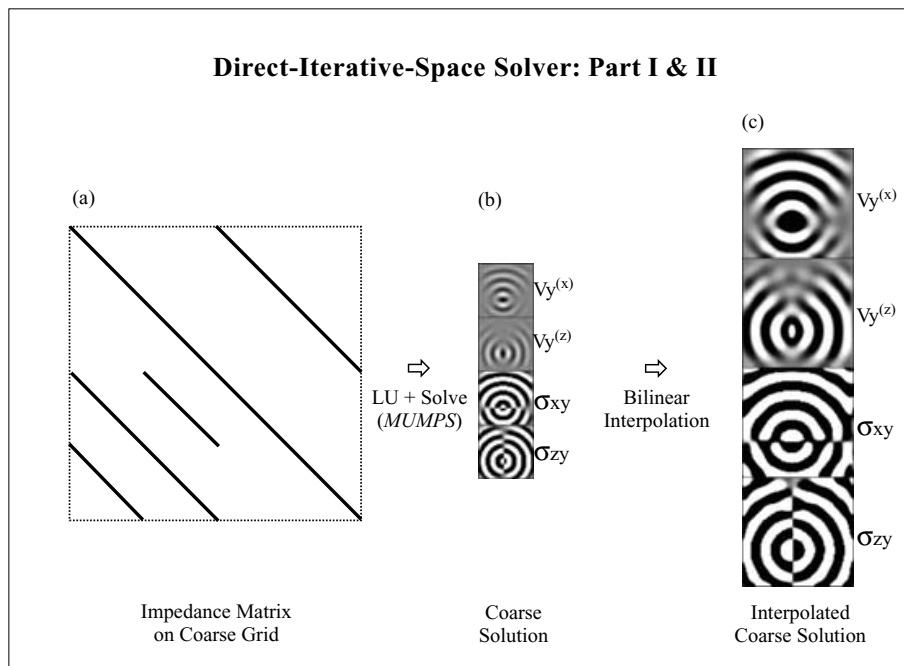 Direct-Iterative-Space Solver: Part I & II
(a)
Impedance Matrix
on Coarse Grid
LU + Solve
(MUMPS)
(b)
Vy(x)
Vy(z)
σxy
σzy
Coarse
Solution
Bilinear
Interpolation
(c)
Vy(x)
Vy(z)
σxy
σzy
Interpolated
Coarse Solution